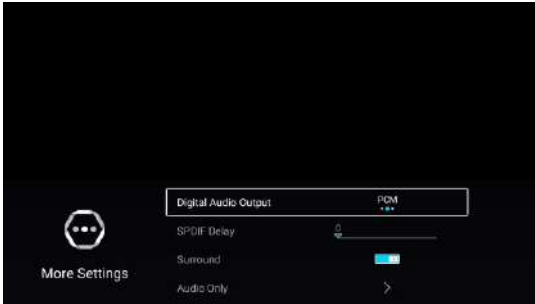 Digital Audio Output
PCM
SPDIF Delay
0
Surround
More Settings
Audio Only